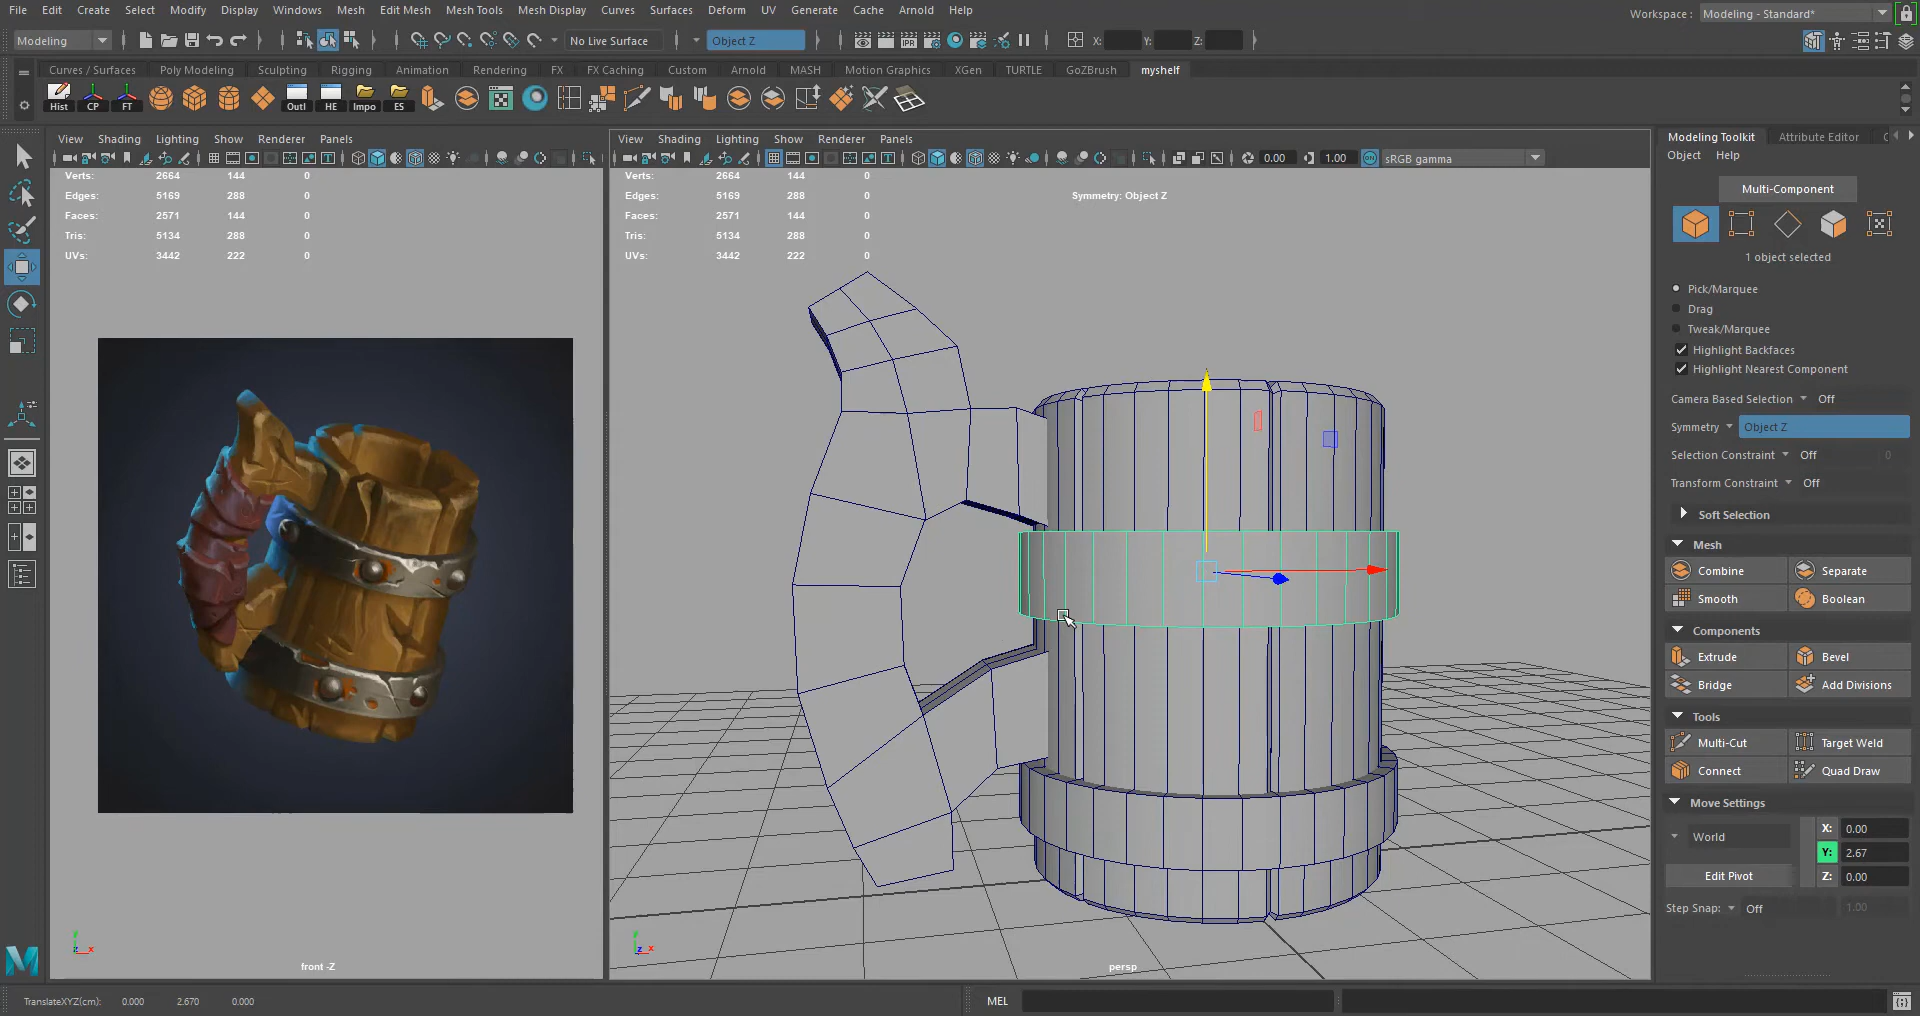 File Edit Create Select Modify Display Windows Mesh Edit Mesh Mesh Tools Mesh Display Curves Surfaces Deform UV Generate Cache Arnold Help
Workspace : Modeling - Standard*
Modeling No Live Surface Object Z X: Y: Z:
Curves / Surfaces Poly Modeling Sculpting Rigging Animation Rendering FX FX Caching Custom Arnold MASH Motion Graphics XGen TURTLE GoZBrush myshelf
Hist CP FT Outl HE Impo ES
View Shading Lighting Show Renderer Panels
Verts: 2664 144 0
Edges: 5169 288 0
Faces: 2571 144 0
Tris: 5134 288 0
UVs: 3442 222 0
front -Z
View Shading Lighting Show Renderer Panels
0.00 1.00 sRGB gamma
Verts: 2664 144 0
Edges: 5169 288 0
Faces: 2571 144 0
Tris: 5134 288 0
UVs: 3442 222 0
Symmetry: Object Z
persp
Modeling Toolkit Attribute Editor
Object Help
Multi-Component
1 object selected
Pick/Marquee
Drag
Tweak/Marquee
Highlight Backfaces
Highlight Nearest Component
Camera Based Selection Off
Symmetry Object Z
Selection Constraint Off 0
Transform Constraint Off
Soft Selection
Mesh
Combine Separate
Smooth Boolean
Components
Extrude Bevel
Bridge Add Divisions
Tools
Multi-Cut Target Weld
Connect Quad Draw
Move Settings
World X: 0.00
Y: 2.67
Edit Pivot Z: 0.00
Step Snap: Off 1.00
TranslateXYZ(cm): 0.000 2.670 0.000
MEL